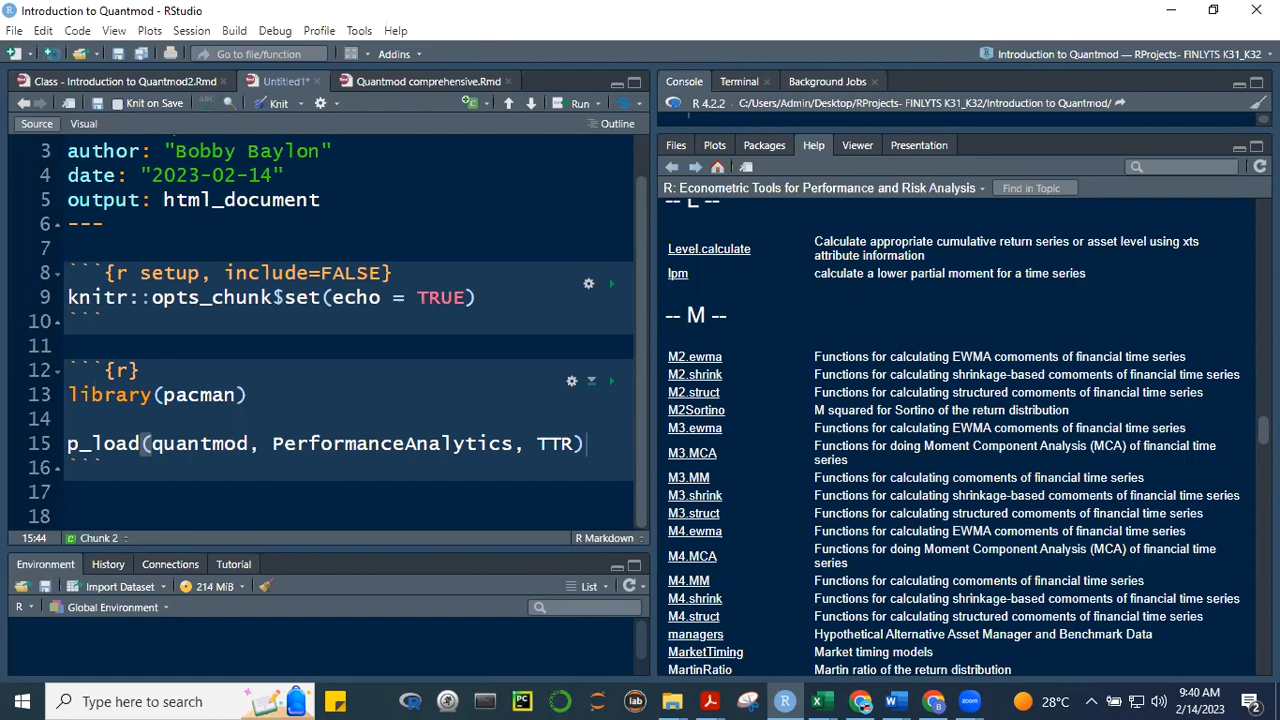 Introduction to Quantmod - RStudio
File Edit Code View Plots Session Build Debug Profile Tools Help
Go to file/function Addins Introduction to Quantmod — RProjects- FINLYTS K31_K32
Class - Introduction to Quantmod2.Rmd Untitled1* Quantmod comprehensive.Rmd
Knit on Save ABC Knit Run
Source Visual Outline
3 author: "Bobby Baylon"
4 date: "2023-02-14"
5 output: html_document
6 ---
7
8 ```{r setup, include=FALSE}
9 knitr::opts_chunk$set(echo = TRUE)
10 ```
11
12 ```{r}
13 library(pacman)
14
15 p_load(quantmod, PerformanceAnalytics, TTR)
16 ```
17
18
15:44 Chunk 2 R Markdown
Environment History Connections Tutorial
Import Dataset 214 MiB List
R Global Environment
Console Terminal Background Jobs
R 4.2.2 C:/Users/Admin/Desktop/RProjects- FINLYTS K31_K32/Introduction to Quantmod/
Files Plots Packages Help Viewer Presentation
R: Econometric Tools for Performance and Risk Analysis Find in Topic
-- L --
Level.calculate Calculate appropriate cumulative return series or asset level using xts
attribute information
lpm calculate a lower partial moment for a time series
-- M --
M2.ewma Functions for calculating EWMA comoments of financial time series
M2.shrink Functions for calculating shrinkage-based comoments of financial time series
M2.struct Functions for calculating structured comoments of financial time series
M2Sortino M squared for Sortino of the return distribution
M3.ewma Functions for calculating EWMA comoments of financial time series
M3.MCA Functions for doing Moment Component Analysis (MCA) of financial time
series
M3.MM Functions for calculating comoments of financial time series
M3.shrink Functions for calculating shrinkage-based comoments of financial time series
M3.struct Functions for calculating structured comoments of financial time series
M4.ewma Functions for calculating EWMA comoments of financial time series
M4.MCA Functions for doing Moment Component Analysis (MCA) of financial time
series
M4.MM Functions for calculating comoments of financial time series
M4.shrink Functions for calculating shrinkage-based comoments of financial time series
M4.struct Functions for calculating structured comoments of financial time series
managers Hypothetical Alternative Asset Manager and Benchmark Data
MarketTiming Market timing models
MartinRatio Martin ratio of the return distribution
Type here to search
PC
lab
zoom
28°C
9:40 AM
2/14/2023
2